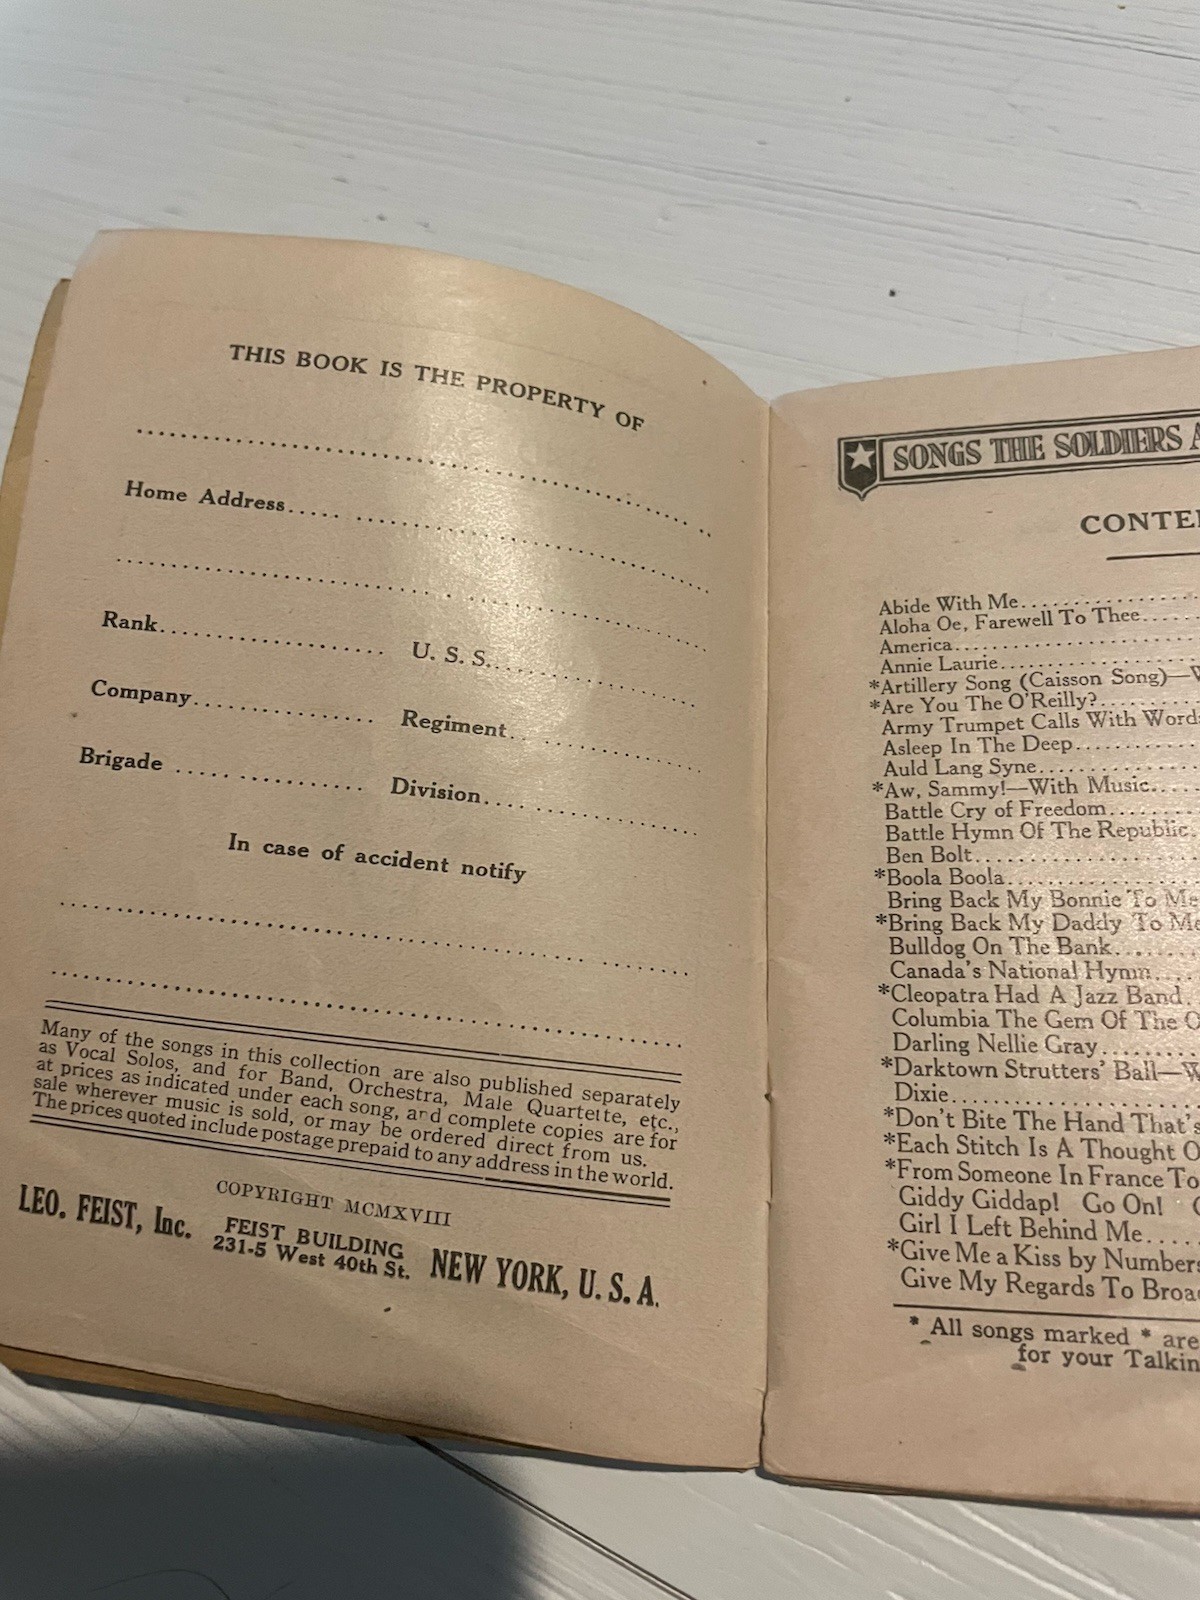 THIS BOOK IS THE PROPERTY OF
........................................................
Home Address..... ...................................
........................................................
Rank.................... U. S. S.....................
Company................ Regiment.. ................
Brigade ..... ............ Division.... ..............
In case of accident notify
........................................................
........................................................
Many of the songs in this collection are also published separately
as Vocal Solos, and for Band, Orchestra, Male Quartette, etc.,
at prices as indicated under each song, and complete copies are for
sale wherever music is sold, or may be ordered direct from us.
The prices quoted include postage prepaid to any address in the world.
COPYRIGHT MCMXVIII
LEO. FEIST, Inc. FEIST BUILDING
231-5 West 40th St. NEW YORK, U. S. A.
SONGS THE SOLDIERS A
CONTE
Abide With Me....................
Aloha Oe, Farewell To Thee......
America............................
Annie Laurie......................
*Artillery Song (Caisson Song)—W
*Are You The O'Reilly?..........
Army Trumpet Calls With Words
Asleep In The Deep..............
Auld Lang Syne..................
*Aw, Sammy!—With Music.....
Battle Cry of Freedom..........
Battle Hymn Of The Republic.
Ben Bolt..........................
*Boola Boola....................
Bring Back My Bonnie To Me
*Bring Back My Daddy To Me
Bulldog On The Bank.........
Canada's National Hymn....
*Cleopatra Had A Jazz Band.
Columbia The Gem Of The O
Darling Nellie Gray.........
*Darktown Strutters' Ball—W
Dixie............................
*Don't Bite The Hand That's
*Each Stitch Is A Thought O
*From Someone In France To
Giddy Giddap! Go On!
Girl I Left Behind Me.....
*Give Me a Kiss by Numbers
Give My Regards To Broa
* All songs marked * are
for your Talkin